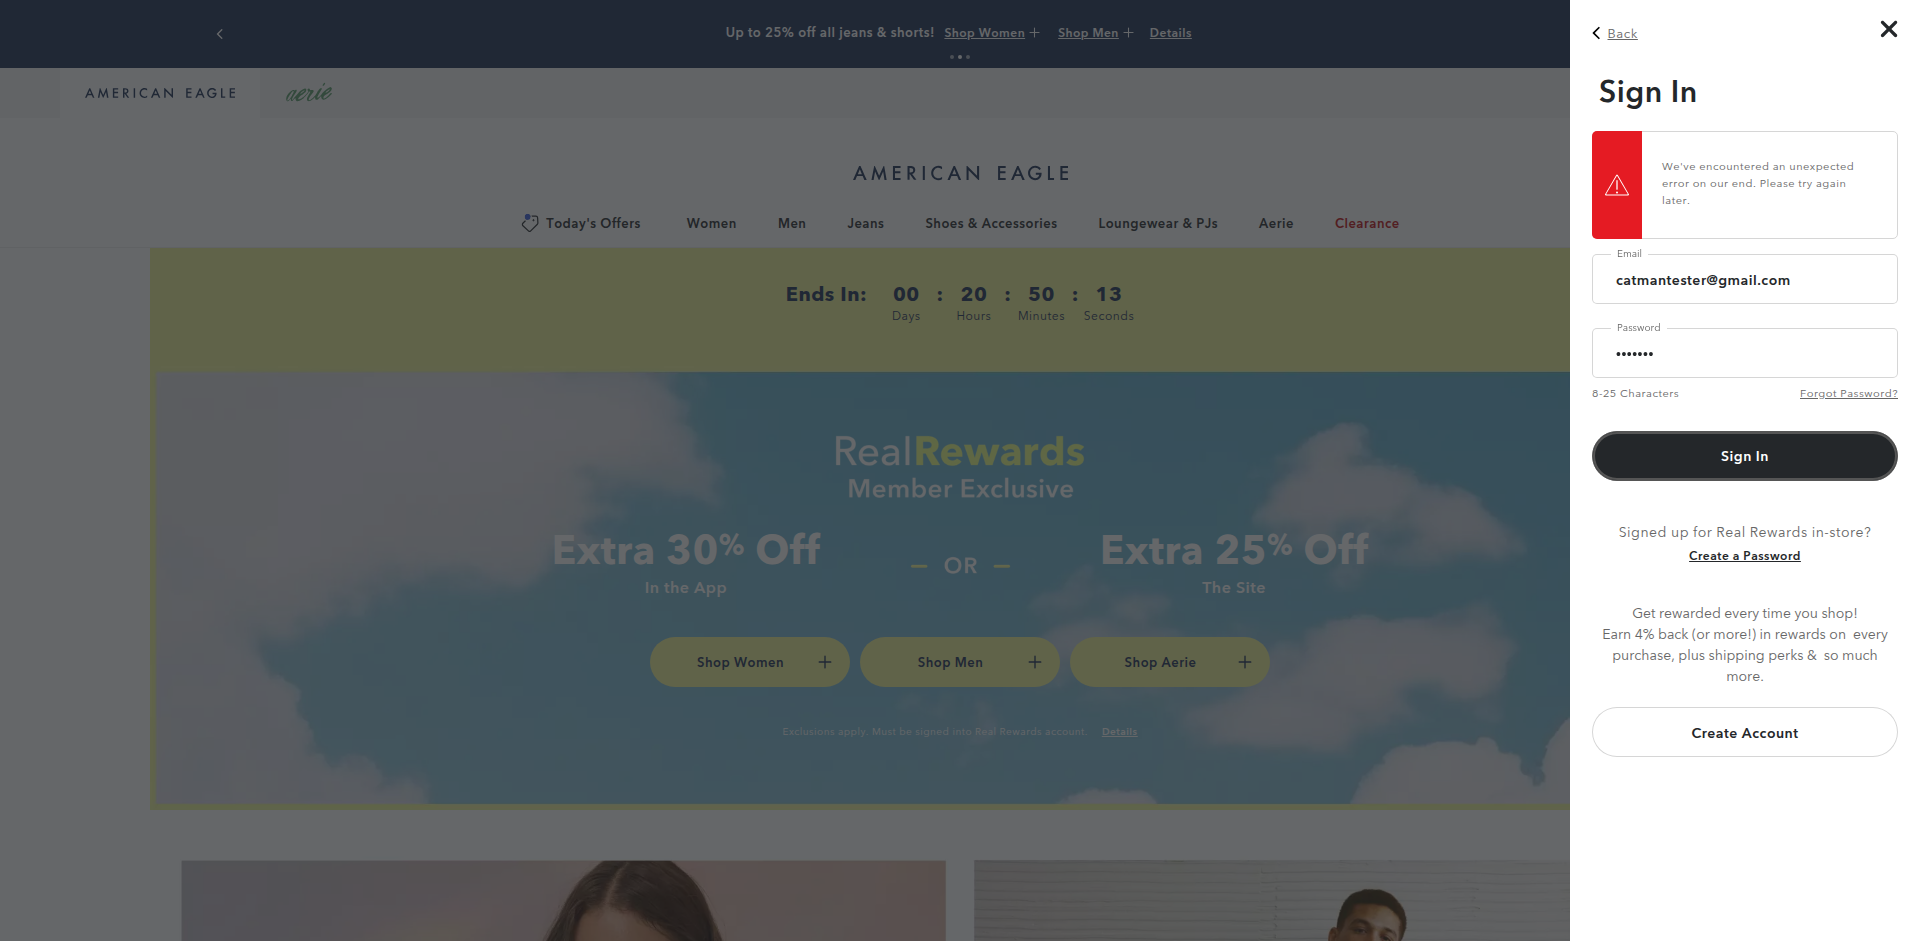 Up to 25% off all jeans & shorts! Shop Women Shop Men Details
AMERICAN EAGLE aerie
AMERICAN EAGLE
Today's Offers Women Men Jeans Shoes & Accessories Loungewear & PJs Aerie Clearance
Ends In: 00 : 20 : 50 : 13
Days Hours Minutes Seconds
RealRewards
Member Exclusive
Extra 30% Off
In the App
OR
Extra 25% Off
The Site
Shop Women + Shop Men + Shop Aerie +
Exclusions apply. Must be signed into Real Rewards account. Details
Back
Sign In
We've encountered an unexpected
error on our end. Please try again
later.
Email
catmantester@gmail.com
Password
•••••••
8-25 Characters Forgot Password?
Sign In
Signed up for Real Rewards in-store?
Create a Password
Get rewarded every time you shop!
Earn 4% back (or more!) in rewards on every
purchase, plus shipping perks & so much
more.
Create Account